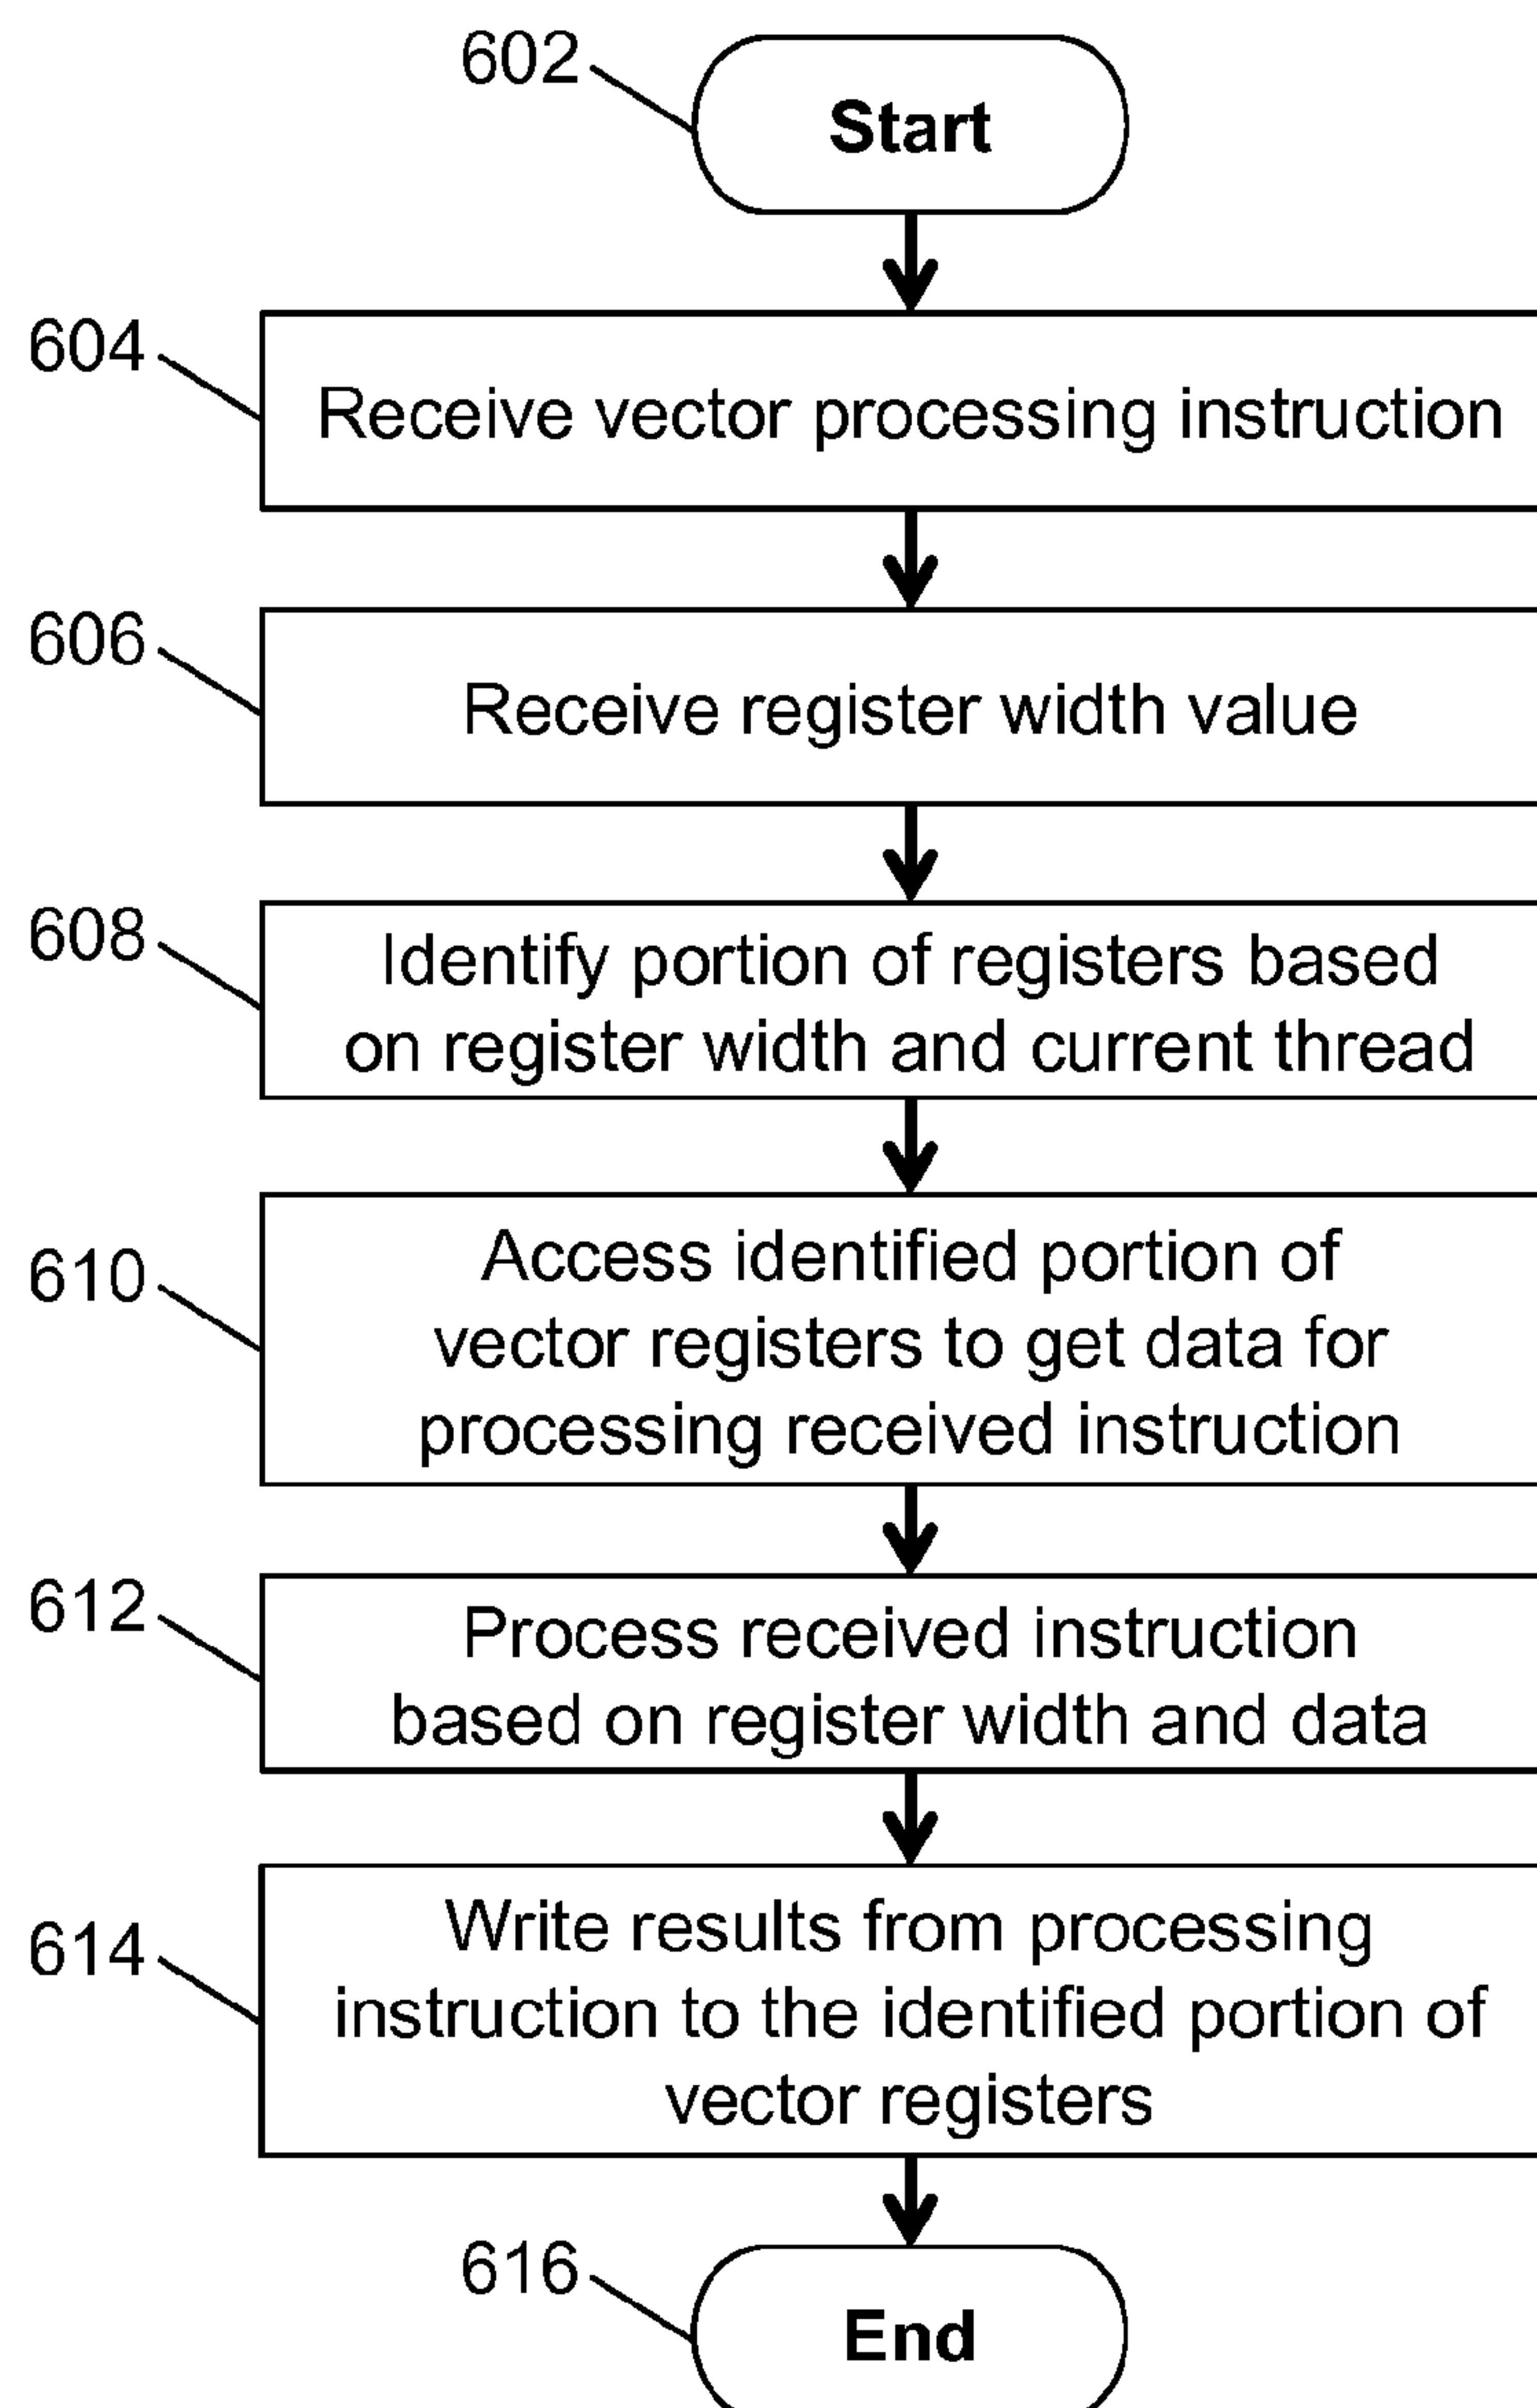 602
Start
604
Receive vector processing instruction
606
Receive register width value
608
Identify portion of registers based
on register width and current thread
610
Access identified portion of
vector registers to get data for
processing received instruction
612
Process received instruction
based on register width and data
614
Write results from processing
instruction to the identified portion of
vector registers
616
End